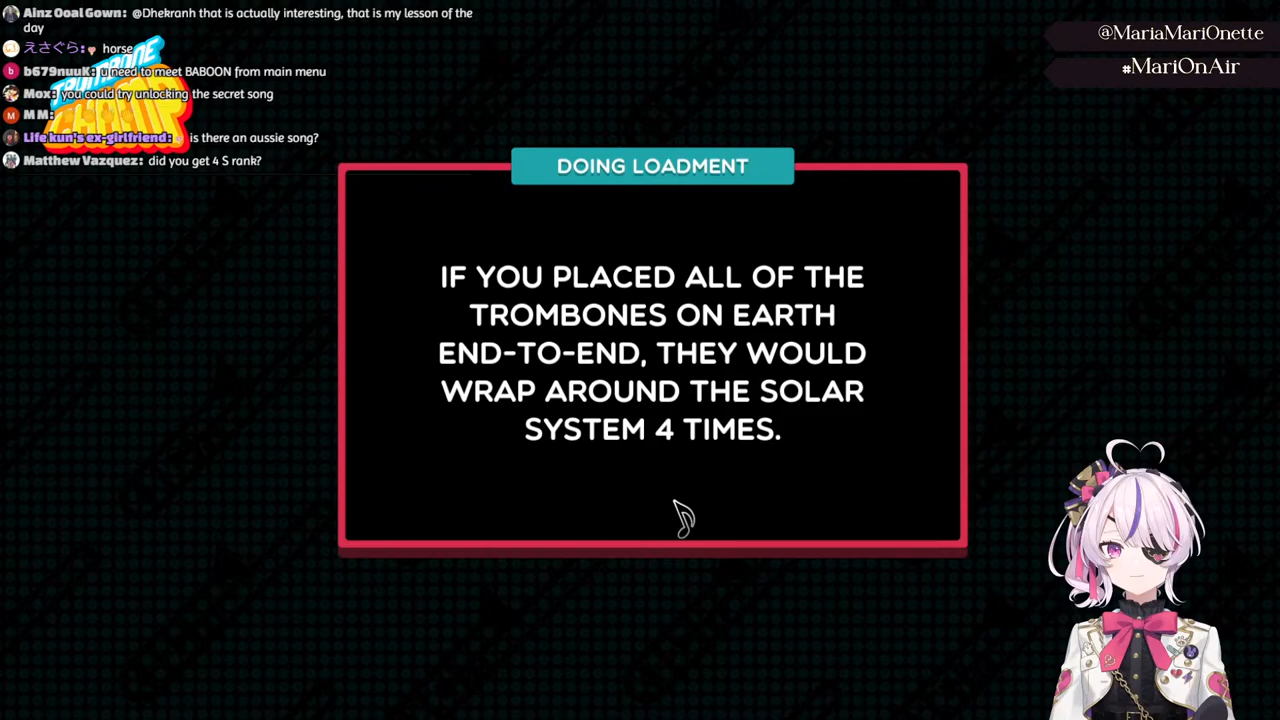 Ainz Ooal Gown: @Dhekranh that is actually interesting, that is my lesson of the
day
えさぐら: horse
b679nuuK: u need to meet BABOON from main menu
Mox: you could try unlocking the secret song
M M:
Life kun's ex-girlfriend: is there an aussie song?
Matthew Vazquez: did you get 4 S rank?
TROMBONE
CHAMP
@MariaMariOnette
#MariOnAir
DOING LOADMENT
IF YOU PLACED ALL OF THE
TROMBONES ON EARTH
END-TO-END, THEY WOULD
WRAP AROUND THE SOLAR
SYSTEM 4 TIMES.